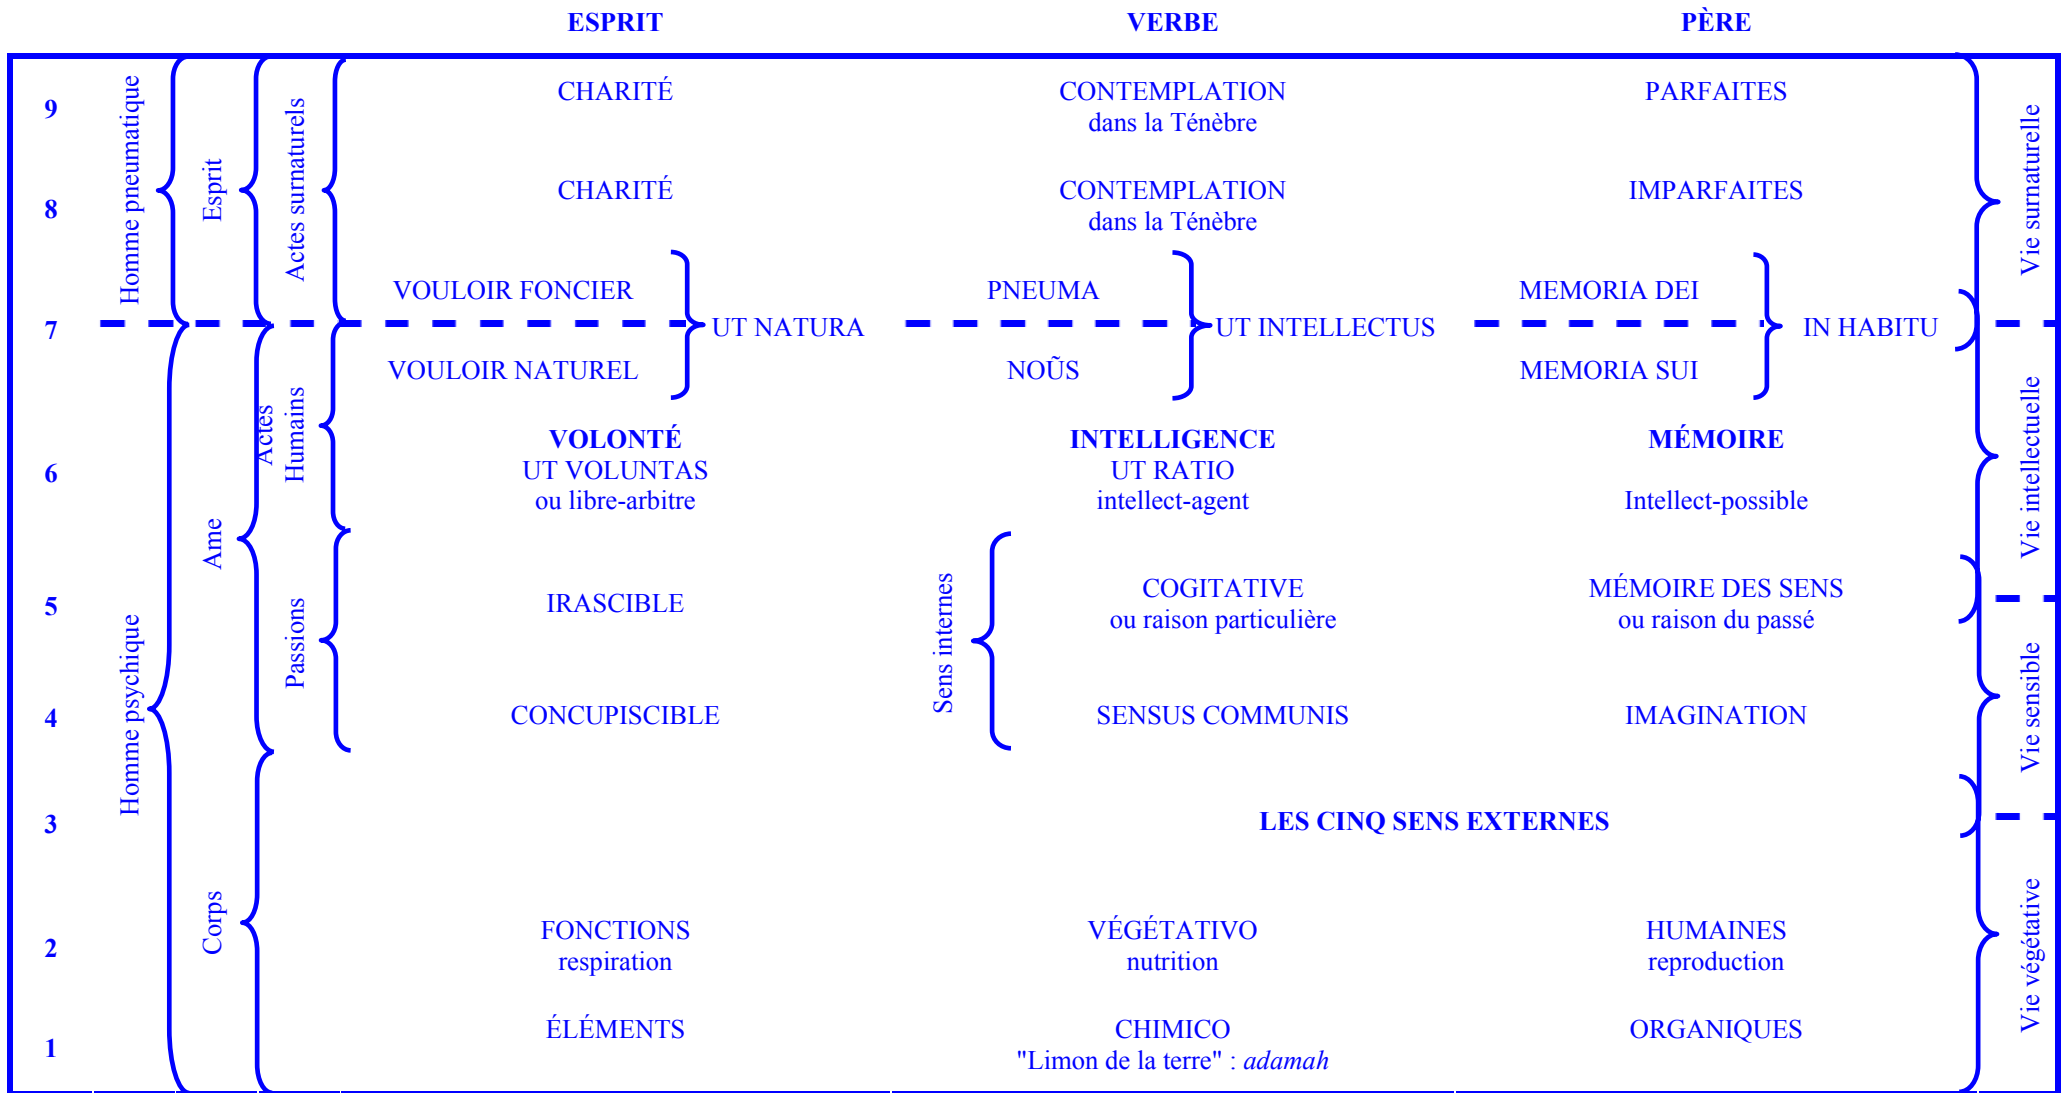 ESPRIT VERBE PÈRE
9 CHARITÉ CONTEMPLATION PARFAITES
dans la Ténèbre
8 CHARITÉ CONTEMPLATION IMPARFAITES
dans la Ténèbre
VOULOIR FONCIER PNEUMA MEMORIA DEI
7 UT NATURA UT INTELLECTUS IN HABITU
VOULOIR NATUREL NOŨS MEMORIA SUI
VOLONTÉ INTELLIGENCE MÉMOIRE
6 UT VOLUNTAS UT RATIO
ou libre-arbitre intellect-agent Intellect-possible
COGITATIVE MÉMOIRE DES SENS
5 IRASCIBLE
ou raison particulière ou raison du passé
4 CONCUPISCIBLE SENSUS COMMUNIS IMAGINATION
3 LES CINQ SENS EXTERNES
FONCTIONS VÉGÉTATIVO HUMAINES
2 respiration nutrition reproduction
ÉLÉMENTS CHIMICO ORGANIQUES
1 "Limon de la terre" : adamah
Homme pneumatique
Homme psychique
Esprit
Ame
Corps
Actes surnaturels
Actes
Humains
Passions
Sens internes
Vie surnaturelle
Vie intellectuelle
Vie sensible
Vie végétative